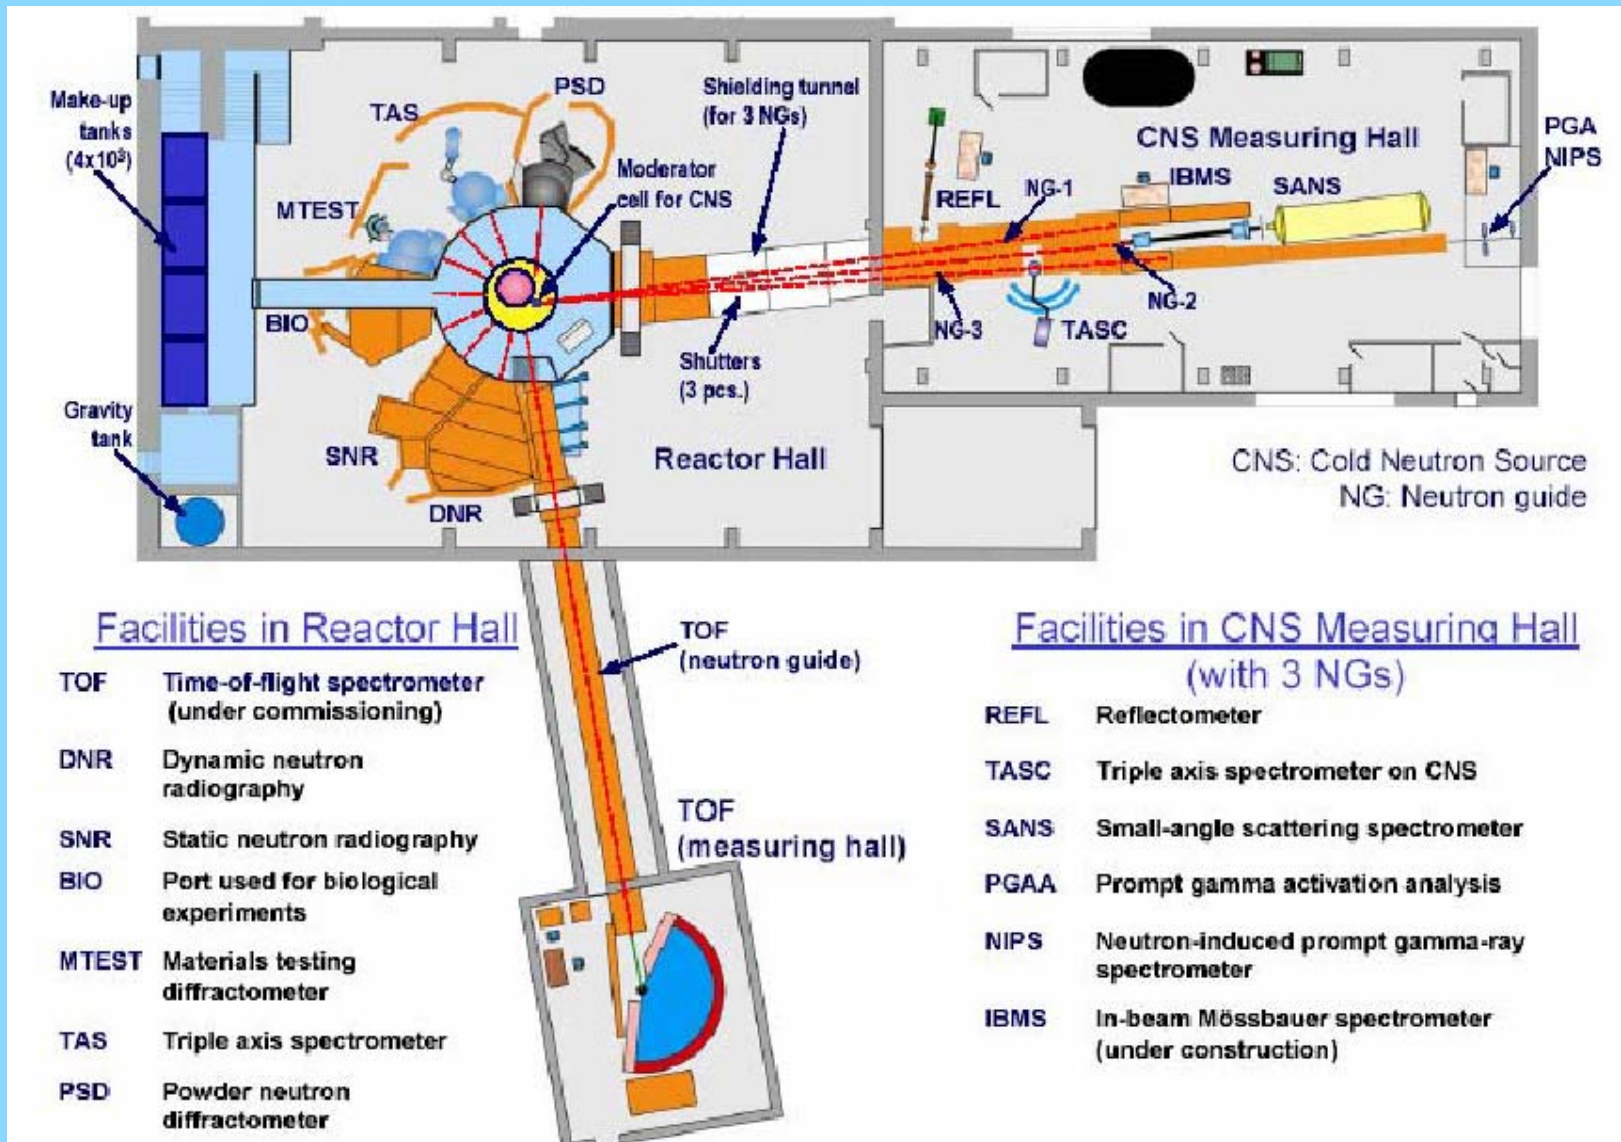 Make-up
tanks
(4x10³)
TAS
PSD
Shielding tunnel
(for 3 NGs)
Moderator
cell for CNS
MTEST
BIO
Gravity
tank
SNR
DNR
Shutters
(3 pcs.)
Reactor Hall
CNS Measuring Hall
PGA
NIPS
REFL
NG-1
IBMS
SANS
NG-2
NG-3
TASC
CNS: Cold Neutron Source
NG: Neutron guide
TOF
(neutron guide)
TOF
(measuring hall)
Facilities in Reactor Hall
TOF Time-of-flight spectrometer
(under commissioning)
DNR Dynamic neutron
radiography
SNR Static neutron radiography
BIO Port used for biological
experiments
MTEST Materials testing
diffractometer
TAS Triple axis spectrometer
PSD Powder neutron
diffractometer
Facilities in CNS Measuring Hall
(with 3 NGs)
REFL Reflectometer
TASC Triple axis spectrometer on CNS
SANS Small-angle scattering spectrometer
PGAA Prompt gamma activation analysis
NIPS Neutron-induced prompt gamma-ray
spectrometer
IBMS In-beam Mössbauer spectrometer
(under construction)